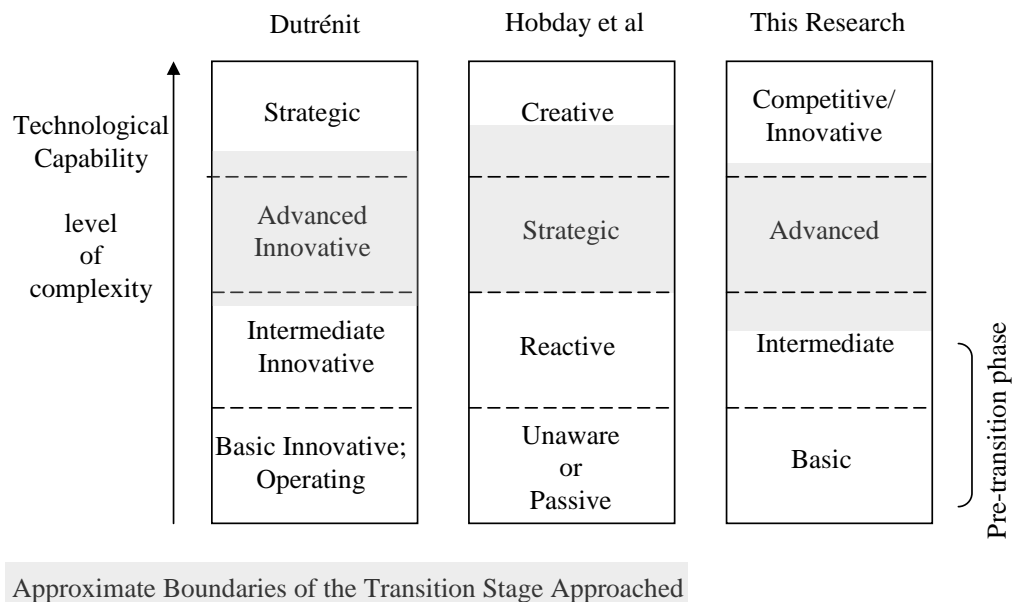 Dutrénit
Hobday et al
This Research
Technological
Capability
level
of
complexity
Strategic
Advanced
Innovative
Intermediate
Innovative
Basic Innovative;
Operating
Creative
Strategic
Reactive
Unaware
or
Passive
Competitive/
Innovative
Advanced
Intermediate
Basic
Pre-transition phase
Approximate Boundaries of the Transition Stage Approached